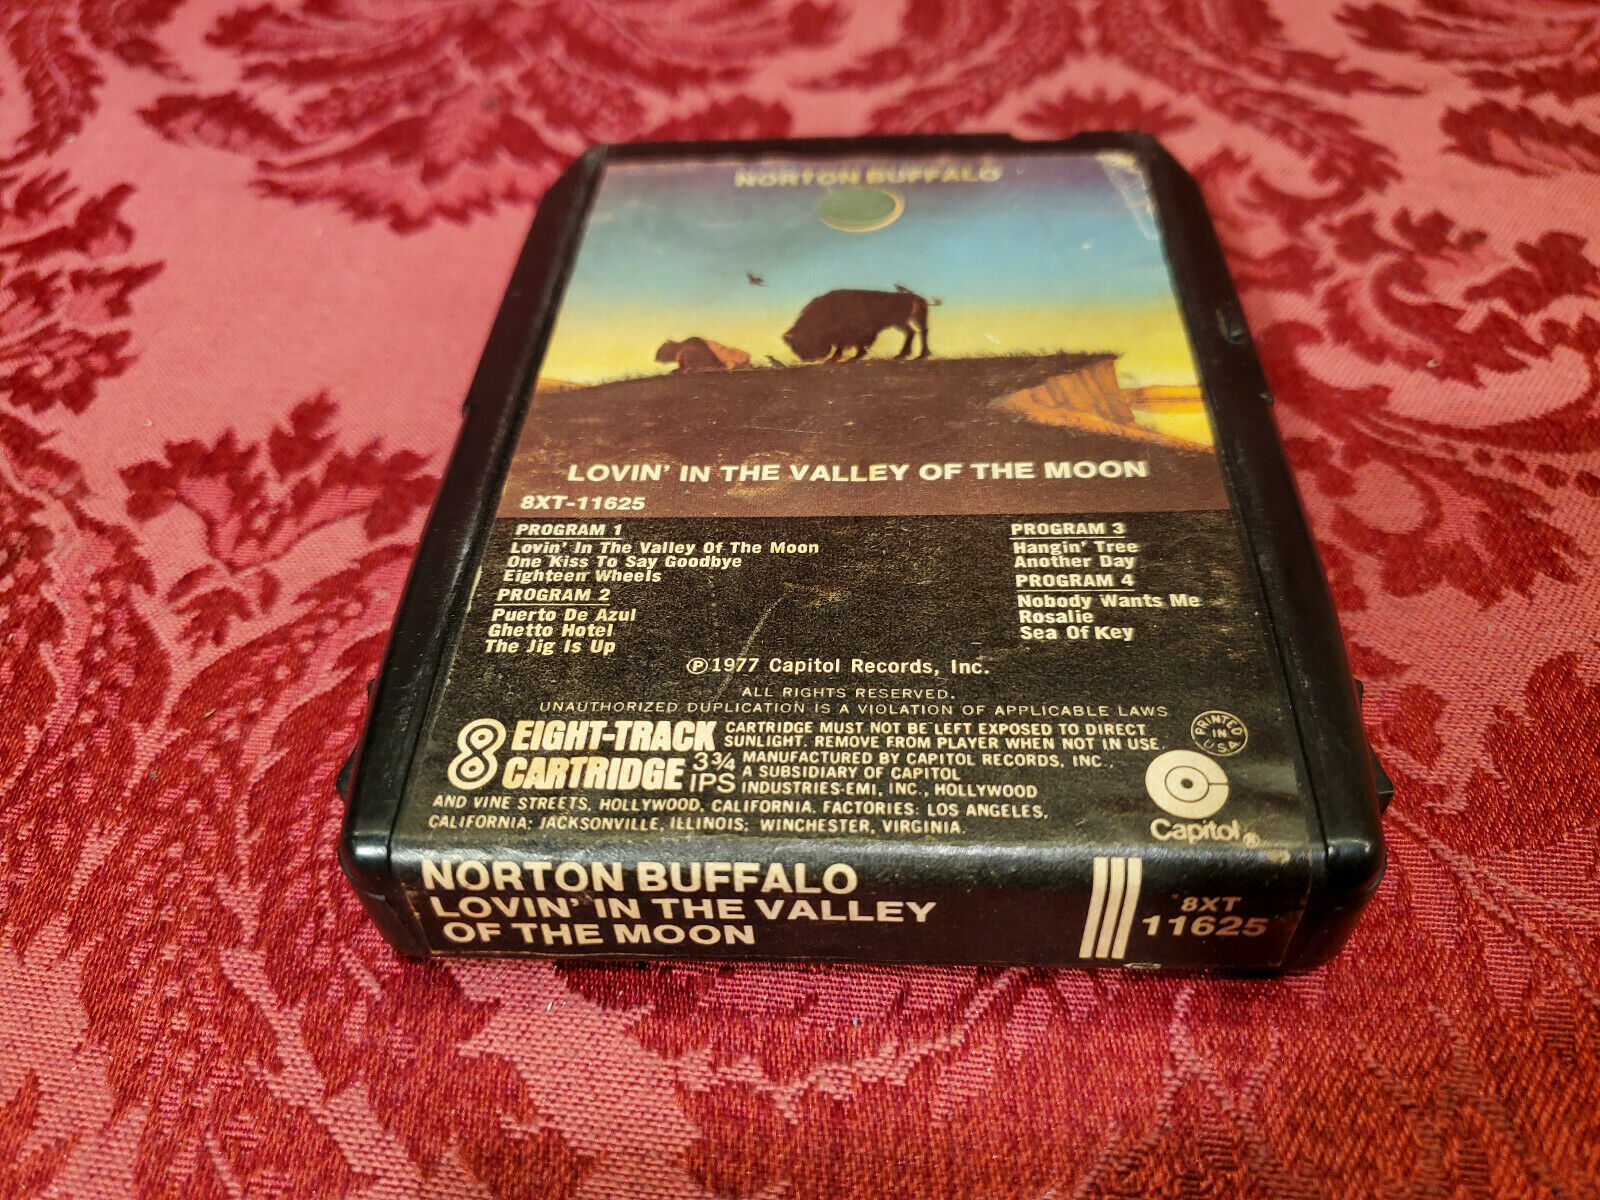 NORTON BUFFALO
LOVIN' IN THE VALLEY OF THE MOON
8XT-11625
PROGRAM 1
Lovin' In The Valley Of The Moon
One Kiss To Say Goodbye
Eighteen Wheels
PROGRAM 2
Puerto De Azul
Ghetto Hotel
The Jig Is Up
PROGRAM 3
Hangin' Tree
Another Day
PROGRAM 4
Nobody Wants Me
Rosalie
Sea Of Key
℗1977 Capitol Records, Inc.
ALL RIGHTS RESERVED.
UNAUTHORIZED DUPLICATION IS A VIOLATION OF APPLICABLE LAWS
8 EIGHT-TRACK
CARTRIDGE 3¾
IPS
CARTRIDGE MUST NOT BE LEFT EXPOSED TO DIRECT
SUNLIGHT. REMOVE FROM PLAYER WHEN NOT IN USE.
MANUFACTURED BY CAPITOL RECORDS, INC.,
A SUBSIDIARY OF CAPITOL
INDUSTRIES-EMI, INC., HOLLYWOOD
AND VINE STREETS, HOLLYWOOD, CALIFORNIA. FACTORIES: LOS ANGELES,
CALIFORNIA; JACKSONVILLE, ILLINOIS; WINCHESTER, VIRGINIA.
PRINTED
IN
U.S.A.
Capitol®
NORTON BUFFALO
LOVIN' IN THE VALLEY
OF THE MOON
8XT
11625